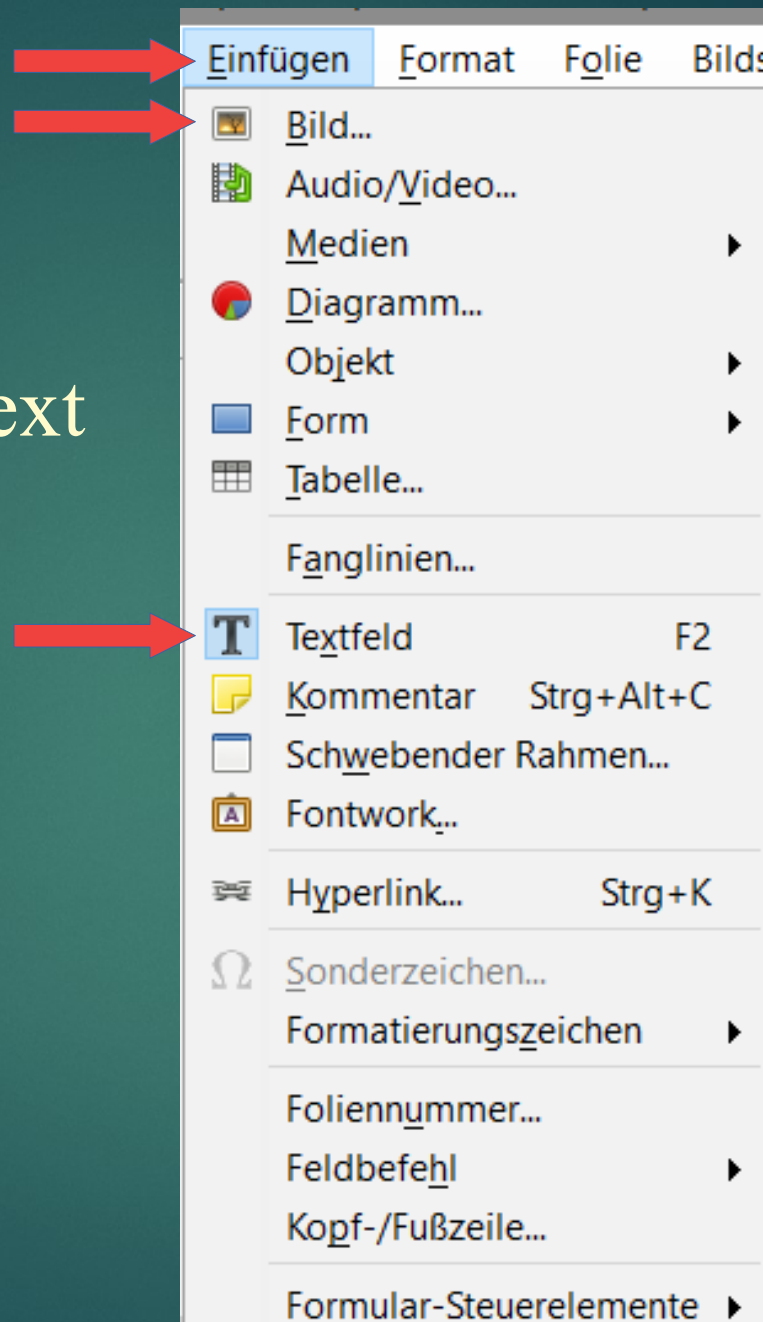 Einfügen Format Folie Bilds
Bild...
Audio/Video...
Medien
Diagramm...
Objekt
ext
Form
Tabelle...
Fanglinien...
Textfeld F2
Kommentar Strg+Alt+C
Schwebender Rahmen...
Fontwork...
Hyperlink... Strg+K
Sonderzeichen...
Formatierungszeichen
Foliennummer...
Feldbefehl
Kopf-/Fußzeile...
Formular-Steuerelemente